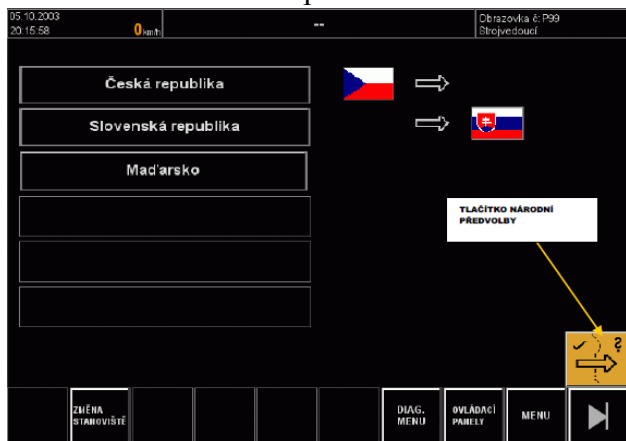 05.10.2003
20:15:58
0 km/h
--
Obrazovka č: P99
Strojvedoucí
Česká republika
Slovenská republika
Maďarsko
TLAČÍTKO NÁRODNÍ
PŘEDVOLBY
?
ZMĚNA
STANOVIŠTĚ
DIAG.
MENU
OVLÁDACÍ
PANELY
MENU